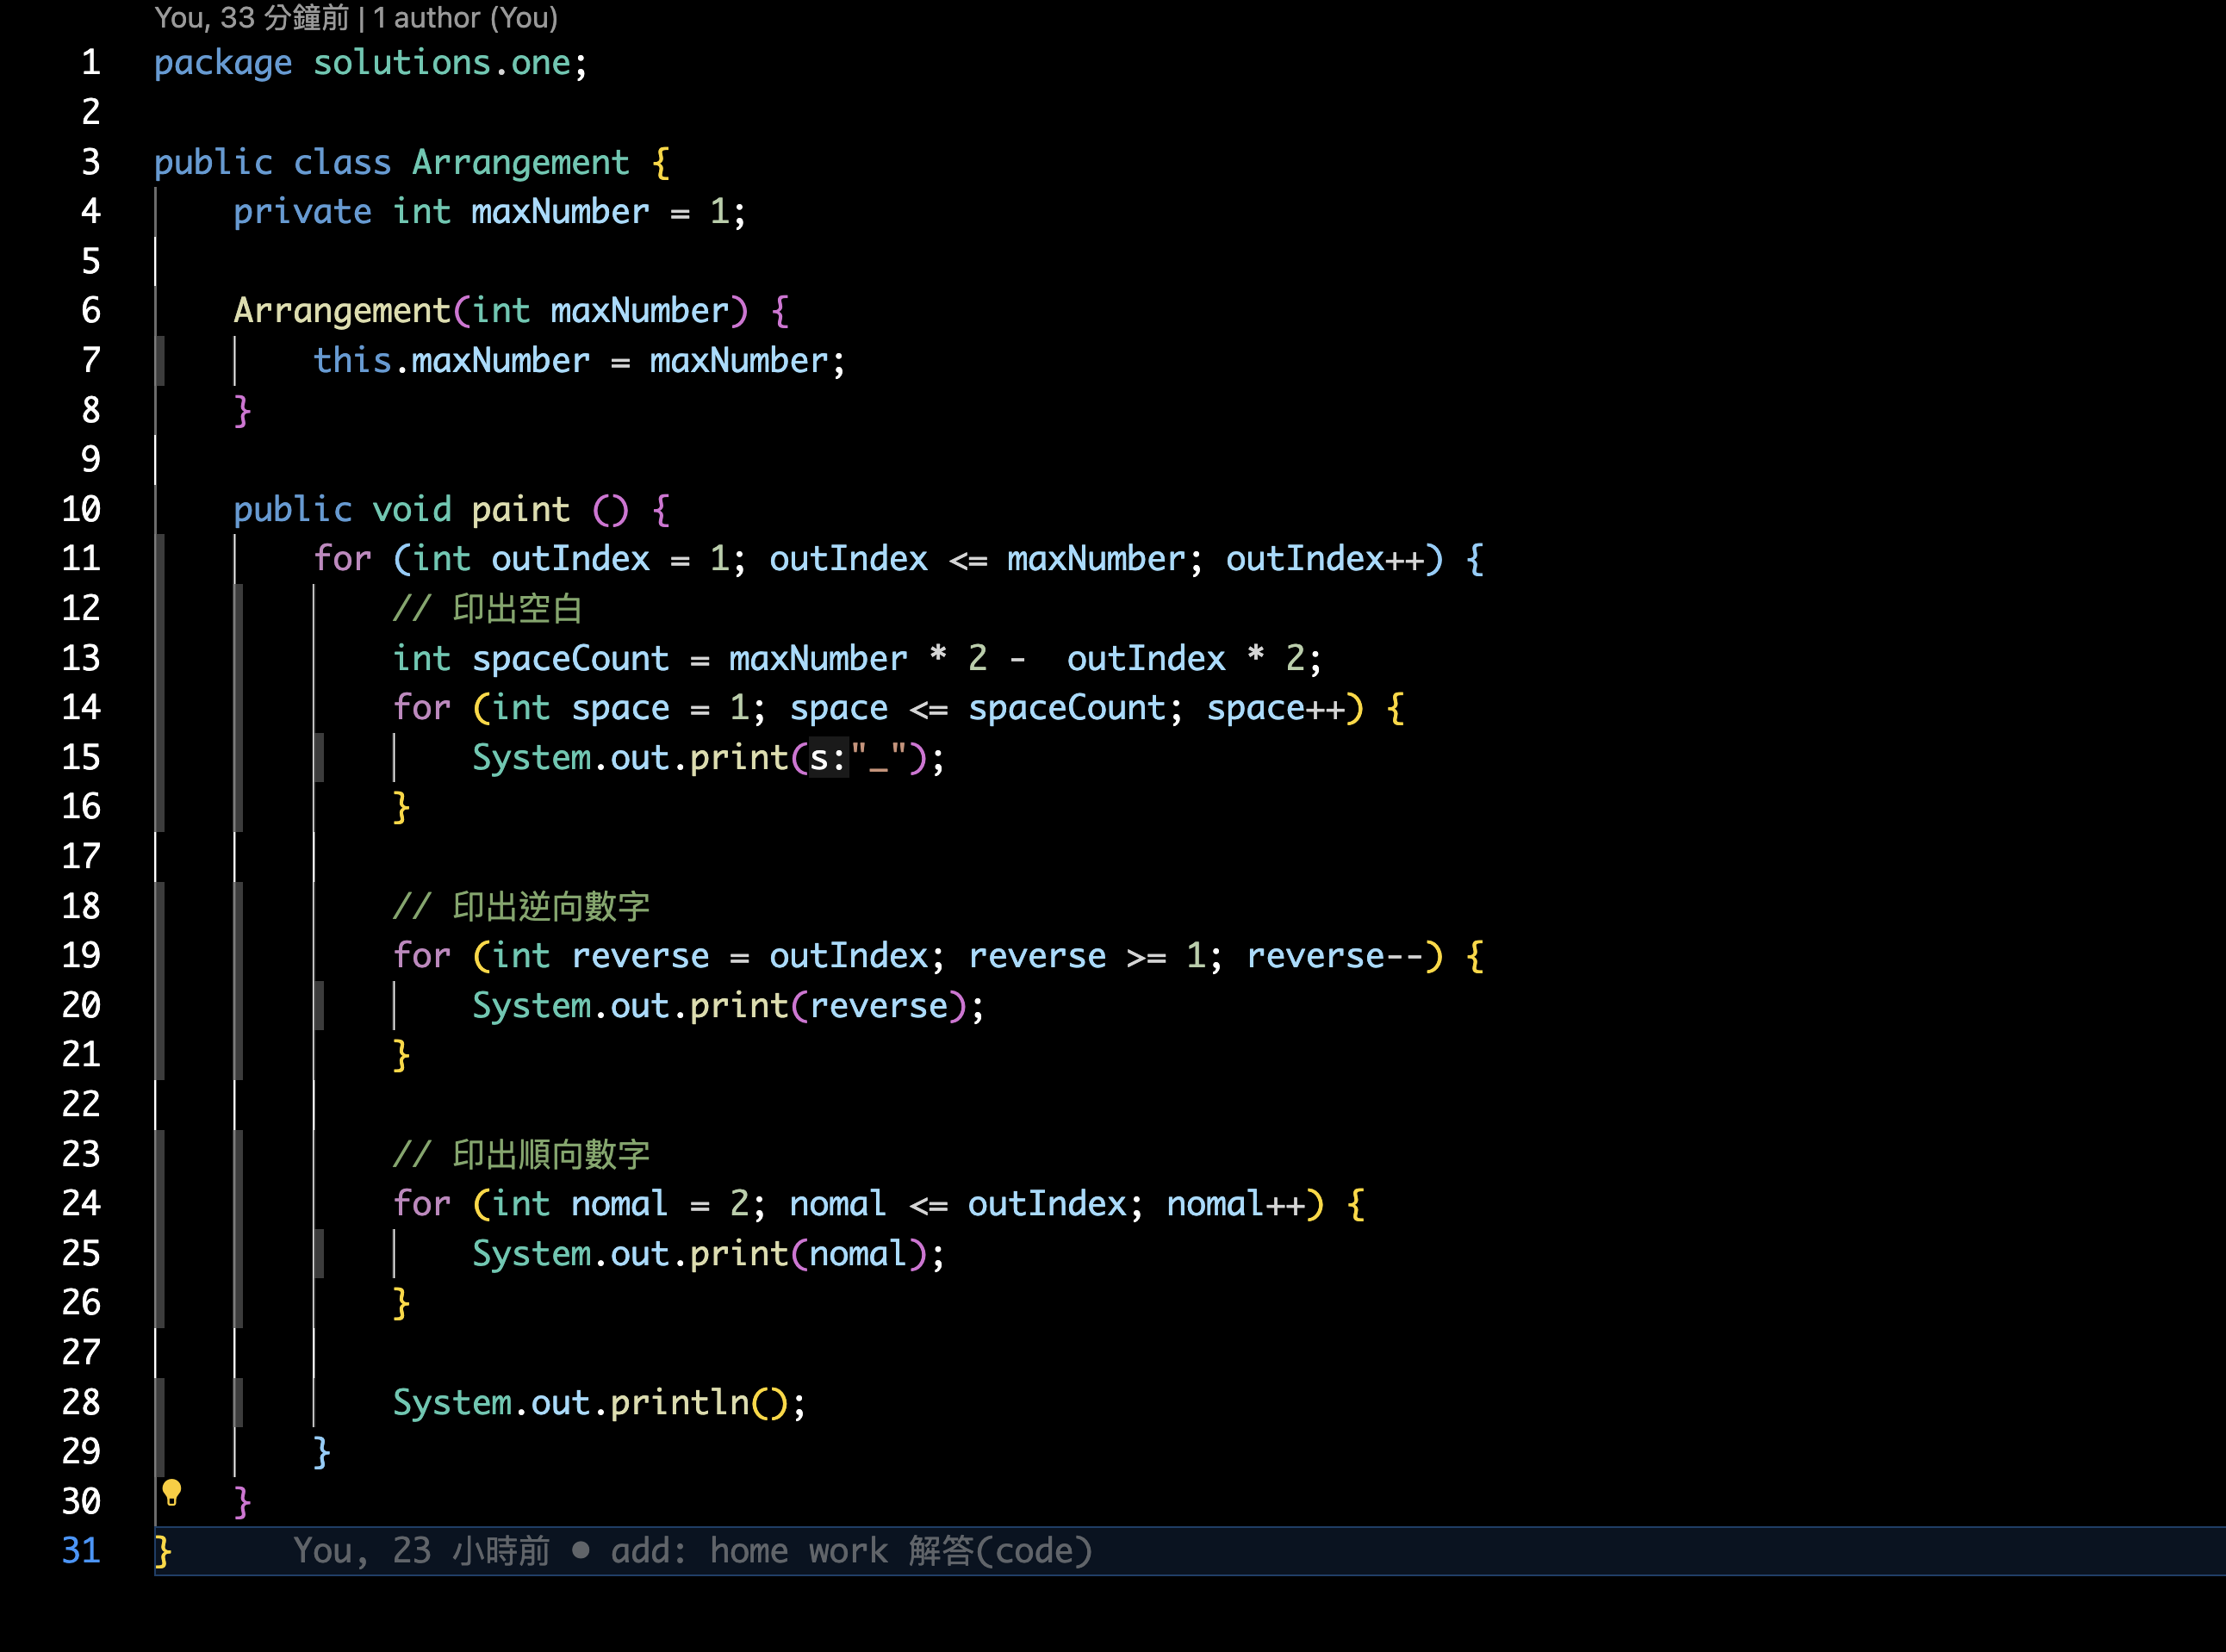 You, 33 分鐘前 | 1 author (You)
1 package solutions.one;
2
3 public class Arrangement {
4     private int maxNumber = 1;
5
6     Arrangement(int maxNumber) {
7         this.maxNumber = maxNumber;
8     }
9
10     public void paint () {
11         for (int outIndex = 1; outIndex <= maxNumber; outIndex++) {
12             // 印出空白
13             int spaceCount = maxNumber * 2 -  outIndex * 2;
14             for (int space = 1; space <= spaceCount; space++) {
15                 System.out.print(s:"_");
16             }
17
18             // 印出逆向數字
19             for (int reverse = outIndex; reverse >= 1; reverse--) {
20                 System.out.print(reverse);
21             }
22
23             // 印出順向數字
24             for (int nomal = 2; nomal <= outIndex; nomal++) {
25                 System.out.print(nomal);
26             }
27
28             System.out.println();
29         }
30     }
31 }      You, 23 小時前 • add: home work 解答(code)